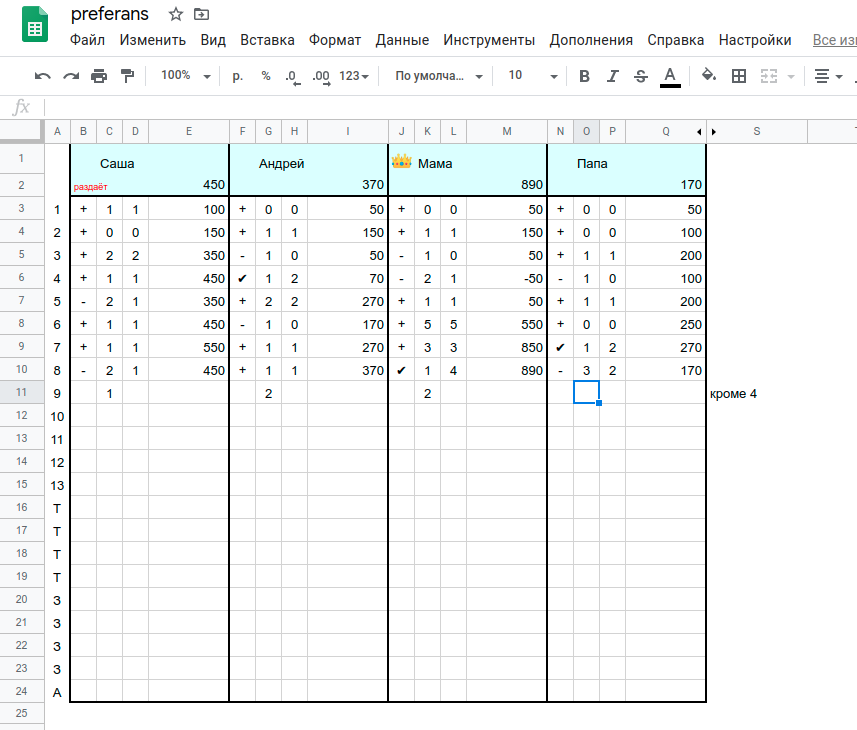 preferans
Файл Изменить Вид Вставка Формат Данные Инструменты Дополнения Справка Настройки Все из
100% р. % .0 .00 123 По умолча... 10 B I S A
fx
A B C D E F G H I J K L M N O P Q S
1 Саша Андрей Мама Папа
2 раздаёт 450 370 890 170
3 1 + 1 1 100 + 0 0 50 + 0 0 50 + 0 0 50
4 2 + 0 0 150 + 1 1 150 + 1 1 150 + 0 0 100
5 3 + 2 2 350 - 1 0 50 - 1 0 50 + 1 1 200
6 4 + 1 1 450 ✔ 1 2 70 - 2 1 -50 - 1 0 100
7 5 - 2 1 350 + 2 2 270 + 1 1 50 + 1 1 200
8 6 + 1 1 450 - 1 0 170 + 5 5 550 + 0 0 250
9 7 + 1 1 550 + 1 1 270 + 3 3 850 ✔ 1 2 270
10 8 - 2 1 450 + 1 1 370 ✔ 1 4 890 - 3 2 170
11 9 1 2 2 кроме 4
12 10
13 11
14 12
15 13
16 Т
17 Т
18 Т
19 Т
20 З
21 З
22 З
23 З
24 А
25